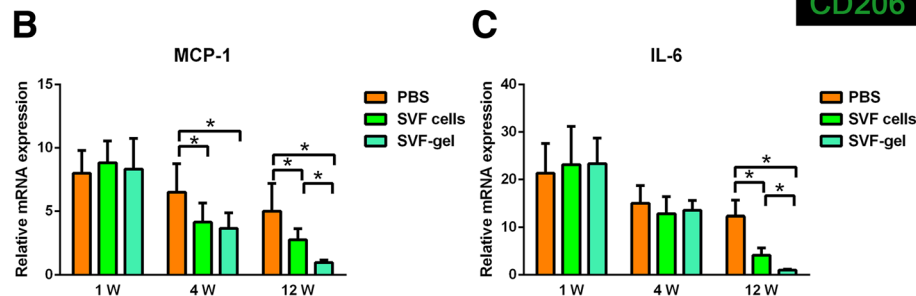 B
MCP-1
Relative mRNA expression
15
10
5
0
1 W
4 W
12 W
*
*
*
*
*
PBS
SVF cells
SVF-gel
C
IL-6
Relative mRNA expression
40
30
20
10
0
1 W
4 W
12 W
*
*
*
PBS
SVF cells
SVF-gel
CD206